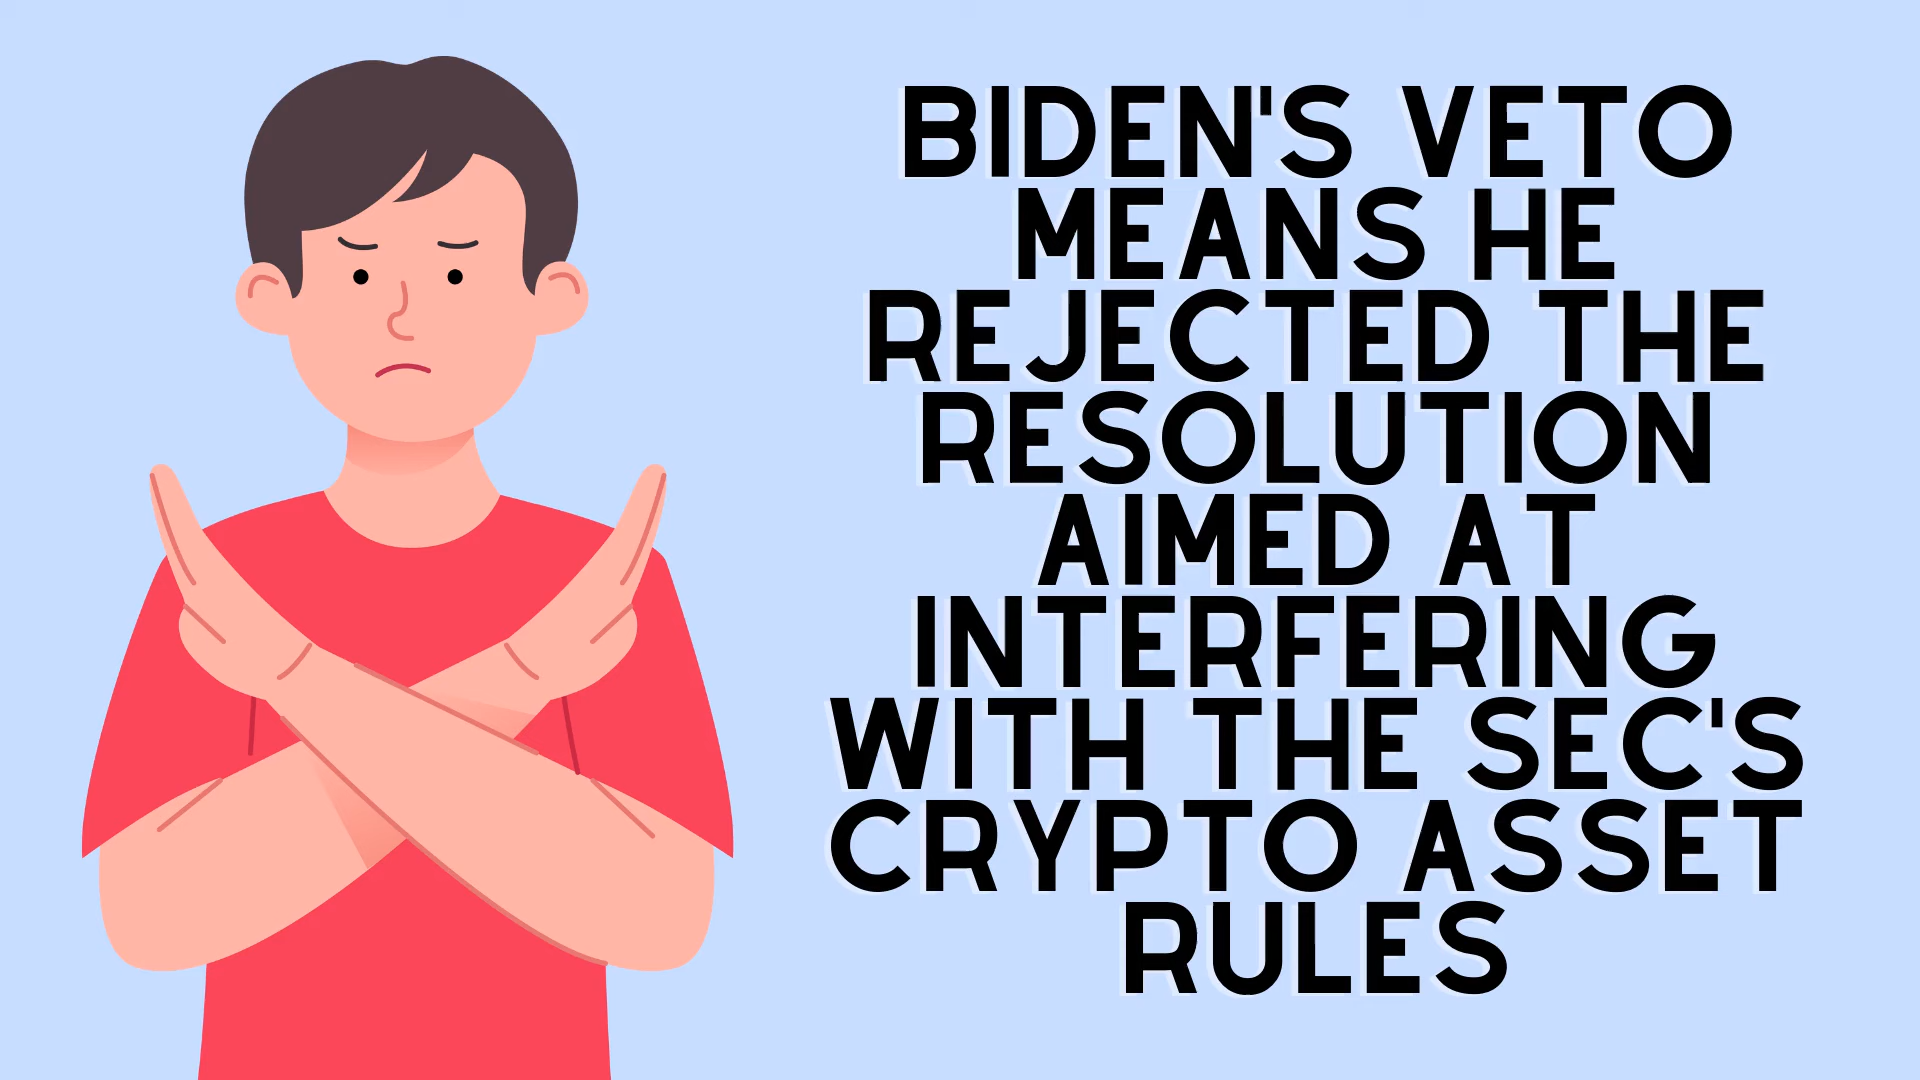 BIDEN'S VETO
MEANS HE
REJECTED THE
RESOLUTION
AIMED AT
INTERFERING
WITH THE SEC'S
CRYPTO ASSET
RULES